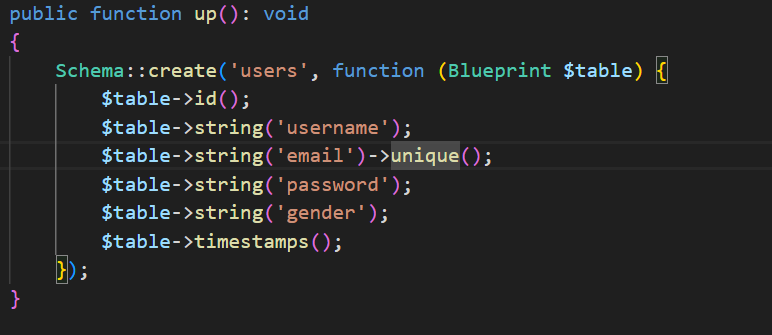 public function up(): void
{
Schema::create('users', function (Blueprint $table) {
$table->id();
$table->string('username');
$table->string('email')->unique();
$table->string('password');
$table->string('gender');
$table->timestamps();
});
}